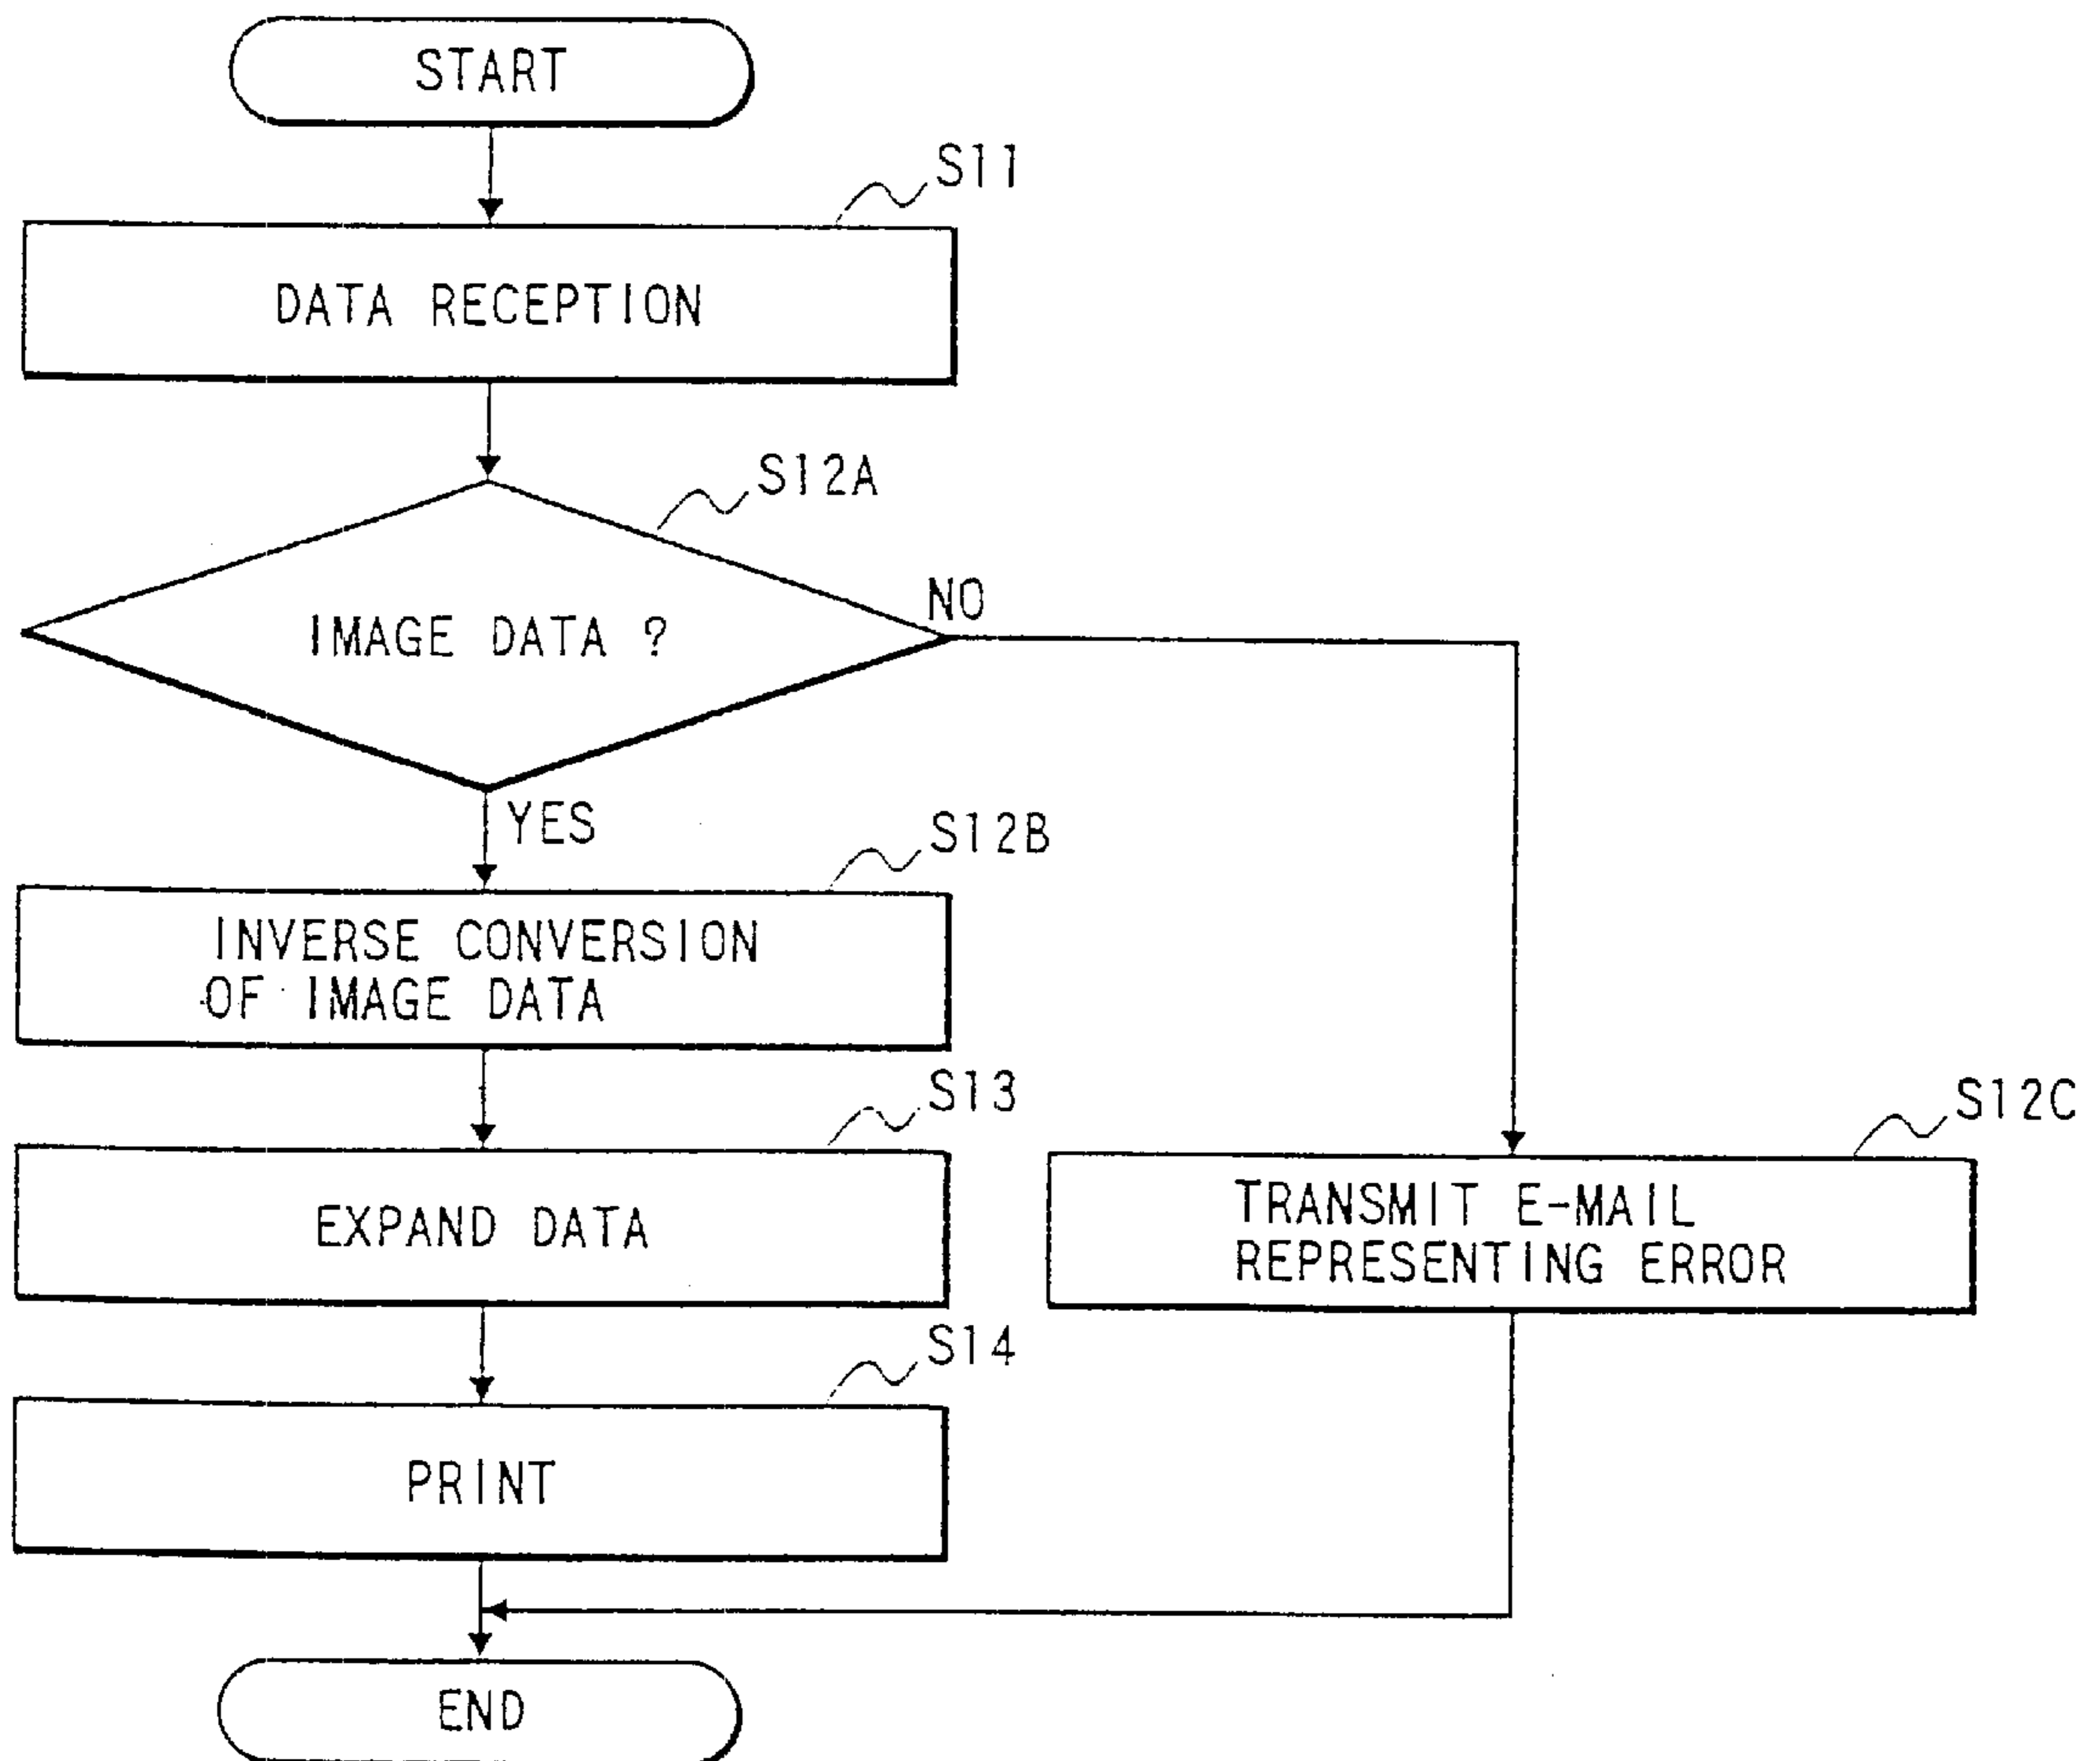 START
S11
DATA RECEPTION
S12A
IMAGE DATA ?
NO
YES
S12B
INVERSE CONVERSION
OF IMAGE DATA
S13
EXPAND DATA
S12C
TRANSMIT E-MAIL
REPRESENTING ERROR
S14
PRINT
END